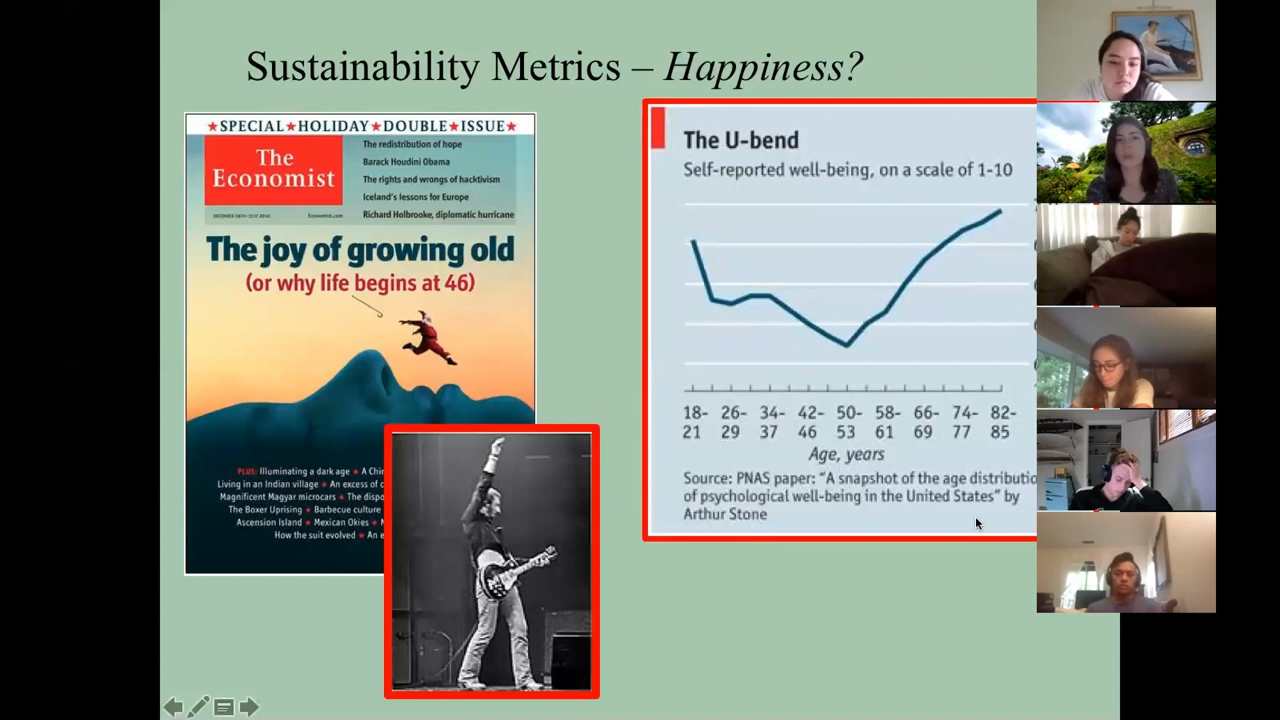 Sustainability Metrics – Happiness?
★SPECIAL★HOLIDAY★DOUBLE★ISSUE★
The
Economist
The redistribution of hope
Barack Houdini Obama
The rights and wrongs of hacktivism
Iceland's lessons for Europe
Richard Holbrooke, diplomatic hurricane
Economist.com
The joy of growing old
(or why life begins at 46)
PLUS: Illuminating a dark age ★ A Chin
Living in an Indian village ★ An excess of c
Magnificent Magyar microcars ★ The dispo
The Boxer Uprising ★ Barbecue culture
Ascension Island ★ Mexican Okies ★
How the suit evolved ★ An e
The U-bend
Self-reported well-being, on a scale of 1-10
18- 26- 34- 42- 50- 58- 66- 74- 82-
21 29 37 46 53 61 69 77 85
Age, years
Source: PNAS paper: "A snapshot of the age distributio
of psychological well-being in the United States" by
Arthur Stone